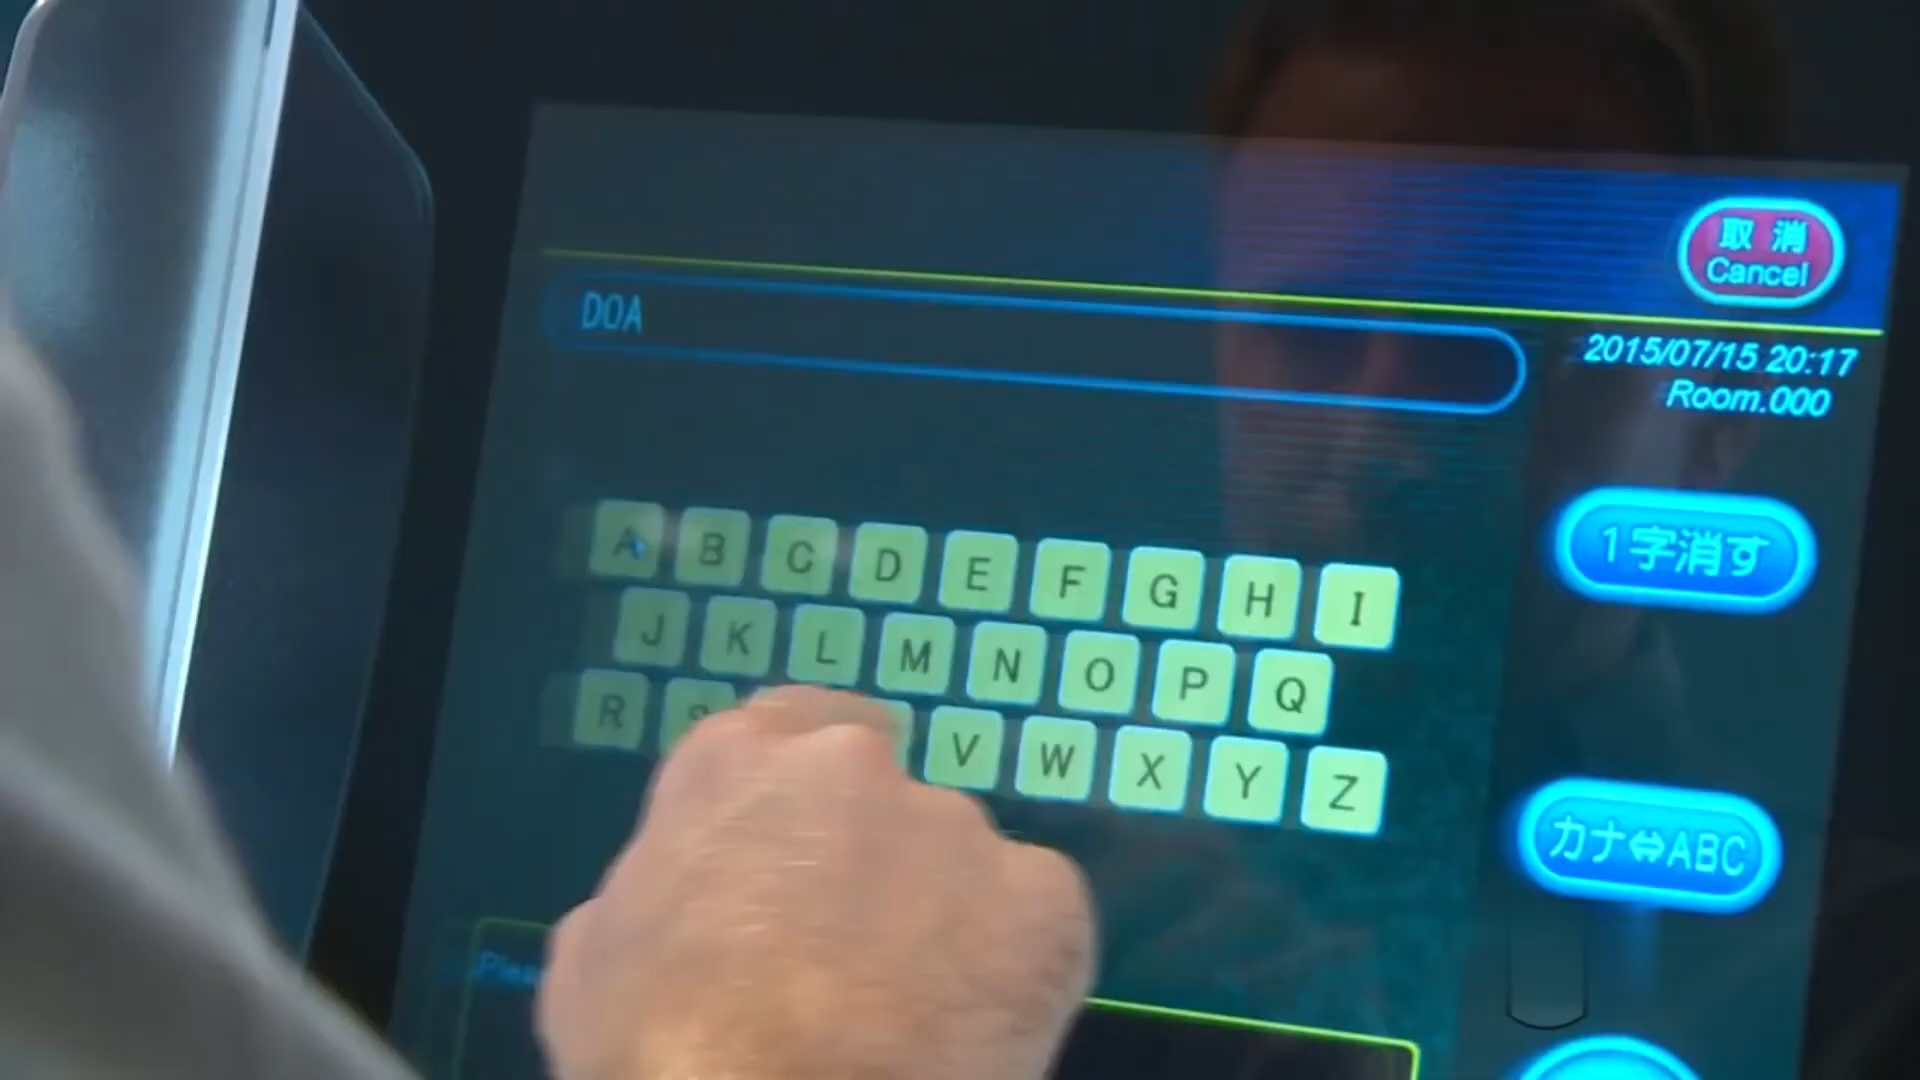 取消
Cancel
DOA
2015/07/15 20:17
Room.000
A B C D E F G H I
1字消す
J K L M N O P Q
R S V W X Y Z
カナ⇔ABC